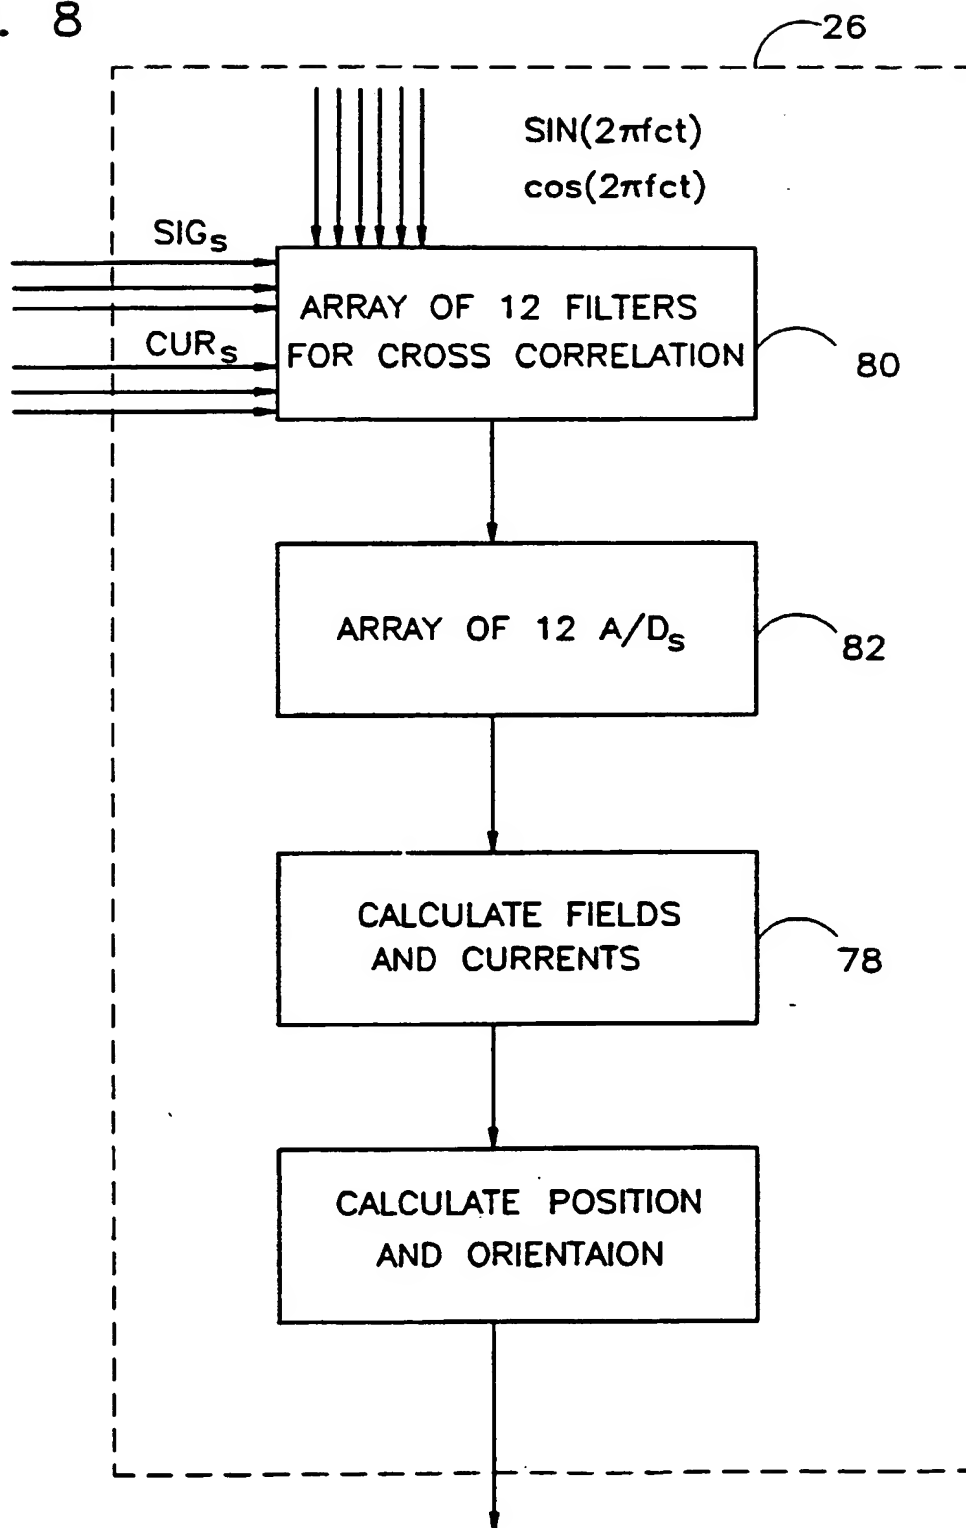 . 8
26
SIN(2πfct)
cos(2πfct)
SIGs
ARRAY OF 12 FILTERS
FOR CROSS CORRELATION
CURs
80
ARRAY OF 12 A/Ds
82
CALCULATE FIELDS
AND CURRENTS
78
CALCULATE POSITION
AND ORIENTAION